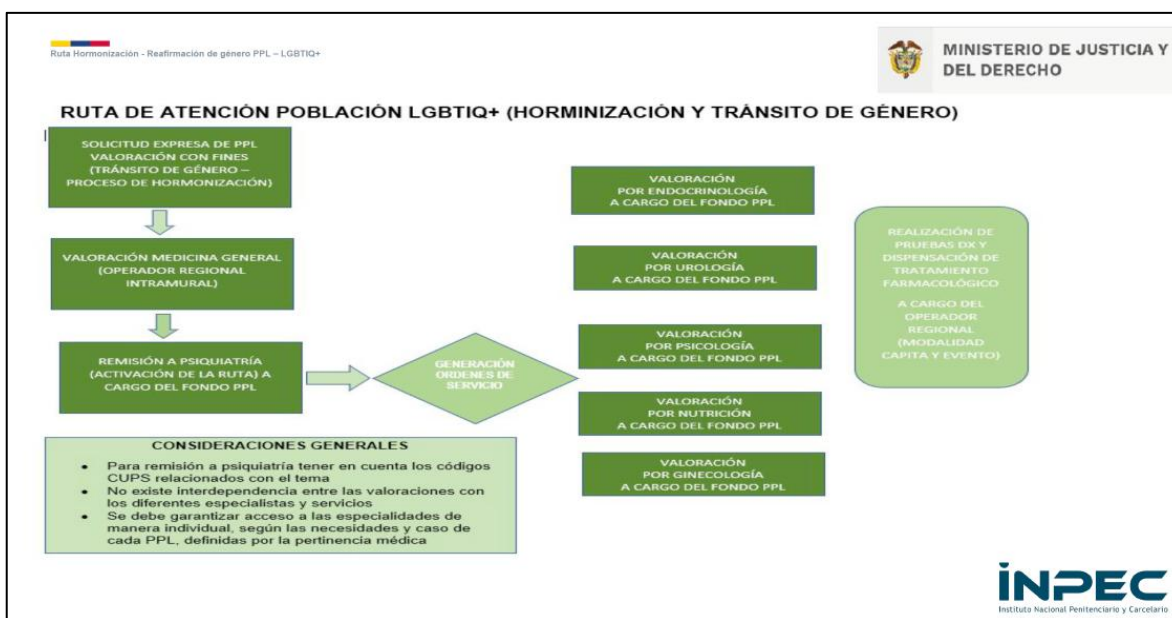 Ruta Hormonización - Reafirmación de género PPL – LGBTIQ+
MINISTERIO DE JUSTICIA Y
DEL DERECHO
RUTA DE ATENCIÓN POBLACIÓN LGBTIQ+ (HORMINIZACIÓN Y TRÁNSITO DE GÉNERO)
SOLICITUD EXPRESA DE PPL
VALORACIÓN CON FINES
(TRÁNSITO DE GÉNERO –
PROCESO DE HORMONIZACIÓN)
VALORACIÓN MEDICINA GENERAL
(OPERADOR REGIONAL
INTRAMURAL)
REMISIÓN A PSIQUIATRÍA
(ACTIVACIÓN DE LA RUTA) A
CARGO DEL FONDO PPL
GENERACIÓN
ORDENES DE
SERVICIO
VALORACIÓN
POR ENDOCRINOLOGÍA
A CARGO DEL FONDO PPL
VALORACIÓN
POR UROLOGÍA
A CARGO DEL FONDO PPL
VALORACIÓN
POR PSICOLOGÍA
A CARGO DEL FONDO PPL
VALORACIÓN
POR NUTRICIÓN
A CARGO DEL FONDO PPL
VALORACIÓN
POR GINECOLOGÍA
A CARGO DEL FONDO PPL
REALIZACIÓN DE
PRUEBAS DX Y
DISPENSACIÓN DE
TRATAMIENTO
FARMACOLÓGICO
A CARGO DEL
OPERADOR
REGIONAL
(MODALIDAD
CAPITA Y EVENTO)
CONSIDERACIONES GENERALES
• Para remisión a psiquiatría tener en cuenta los códigos
CUPS relacionados con el tema
• No existe interdependencia entre las valoraciones con
los diferentes especialistas y servicios
• Se debe garantizar acceso a las especialidades de
manera individual, según las necesidades y caso de
cada PPL, definidas por la pertinencia médica
INPEC
Instituto Nacional Penitenciario y Carcelario